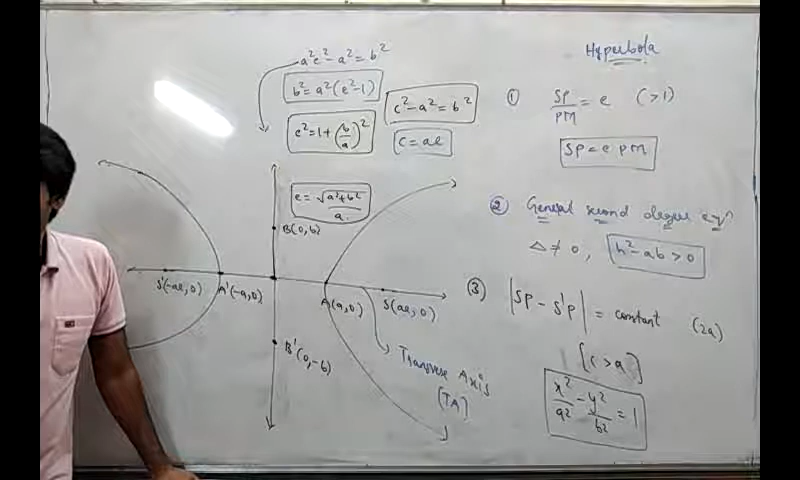 Hyperbola
a²e² - a² = b²
b² = a²(e² - 1)
c² - a² = b²
e² = 1 + (b/a)²
c = ae
e = √(a² + b²)/a
① SP/PM = e (>1)
SP = e PM
② General second degree eqⁿ
Δ ≠ 0, h² - ab > 0
③ |SP - S'P| = constant (2a)
[c > a]
x²/a² - y²/b² = 1
B(0, b)
S'(-ae, 0)
A'(-a, 0)
A(a, 0)
S(ae, 0)
B'(0, -b)
Transverse Axis
(TA)